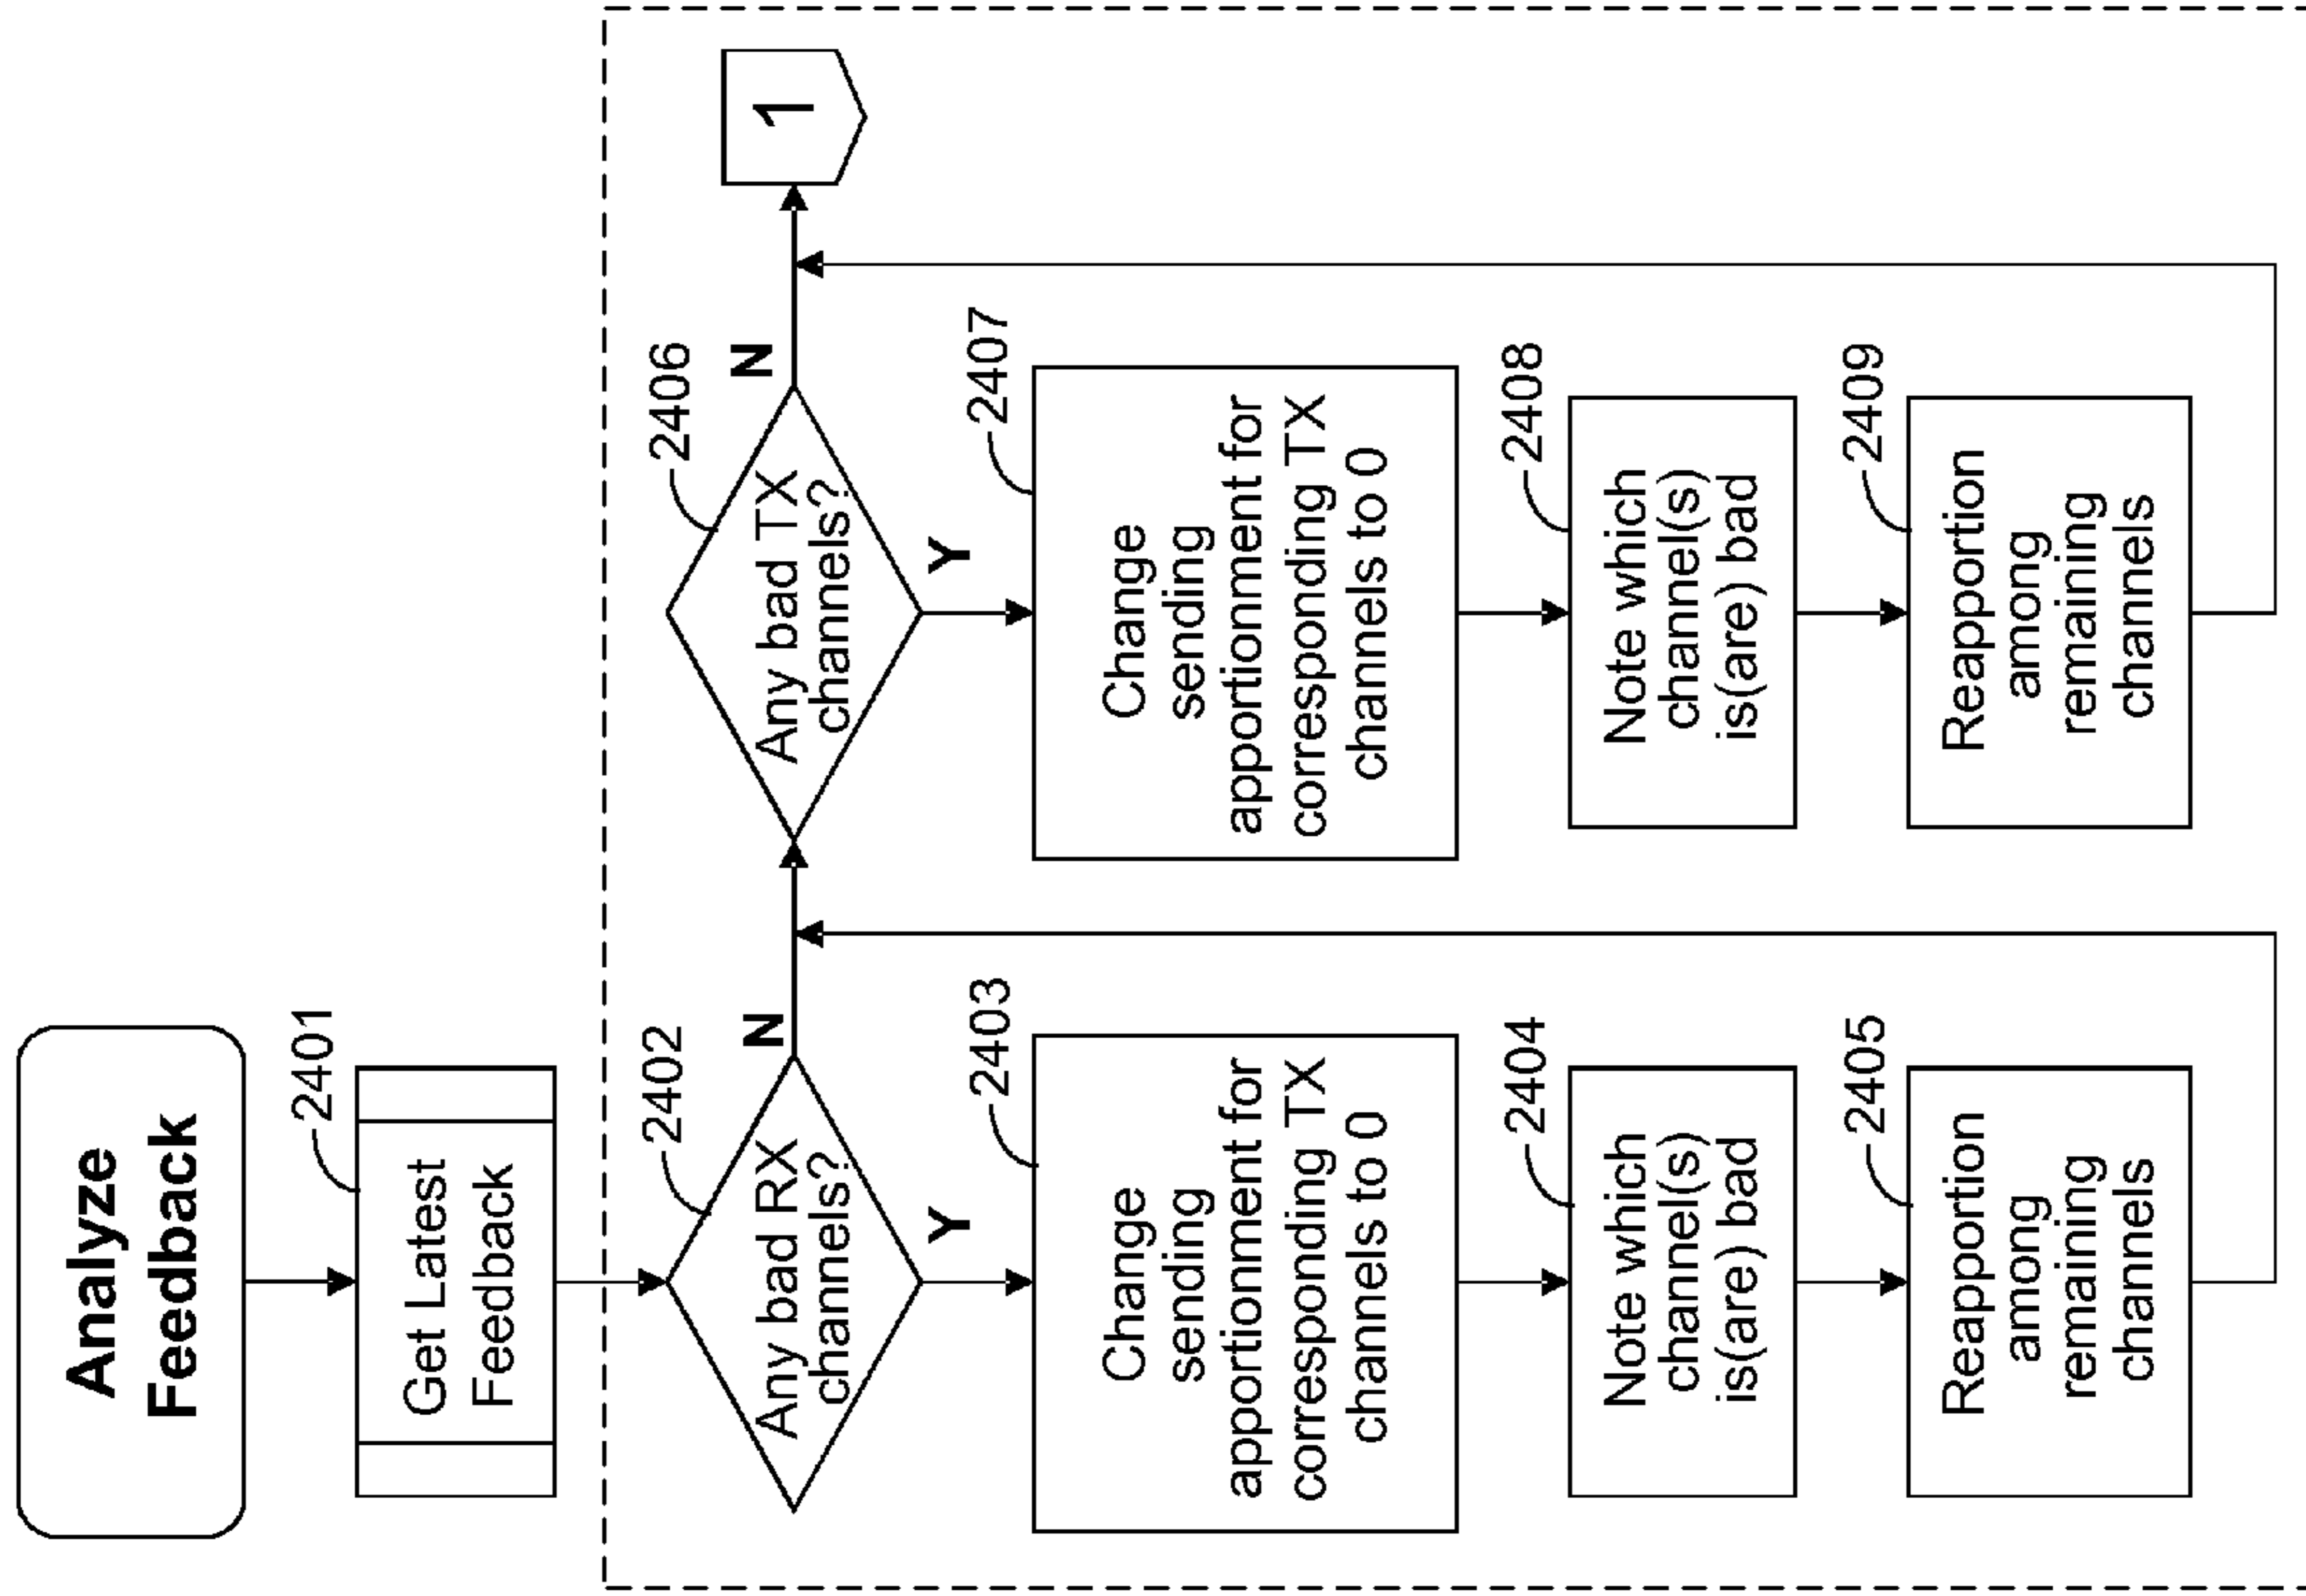 Analyze
Feedback
2401
Get Latest
Feedback
2402
Any bad RX
channels?
N
Y
2403
Change
sending
apportionment for
corresponding TX
channels to 0
2404
Note which
channel(s)
is(are) bad
2405
Reapportion
among
remaining
channels
2406
Any bad TX
channels?
N
Y
2407
Change
sending
apportionment for
corresponding TX
channels to 0
2408
Note which
channel(s)
is(are) bad
2409
Reapportion
among
remaining
channels
1